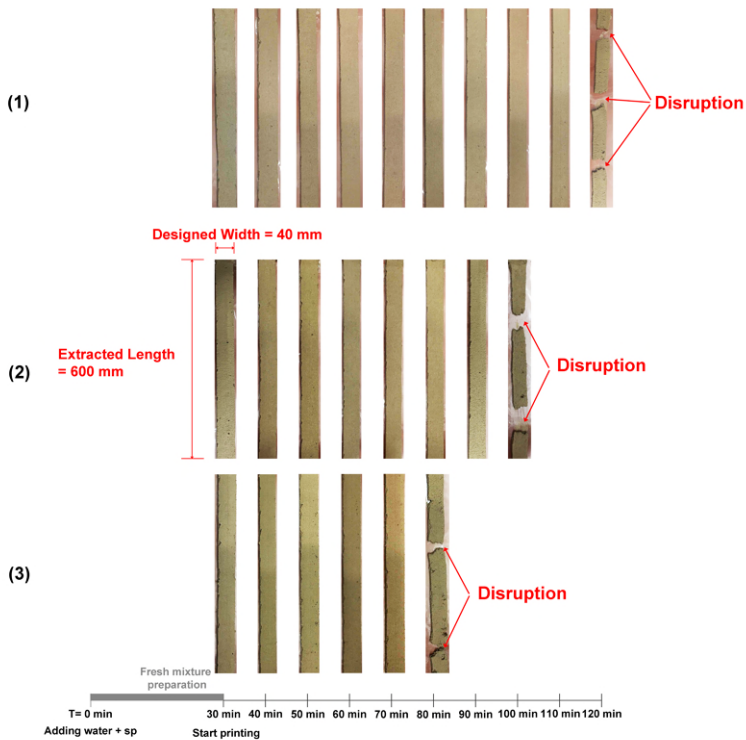 (1)
Disruption
Designed Width = 40 mm
Extracted Length
= 600 mm
(2)
Disruption
(3)
Disruption
Fresh mixture
preparation
T= 0 min
30 min
40 min
50 min
60 min
70 min
80 min
90 min
100 min
110 min
120 min
Adding water + sp
Start printing